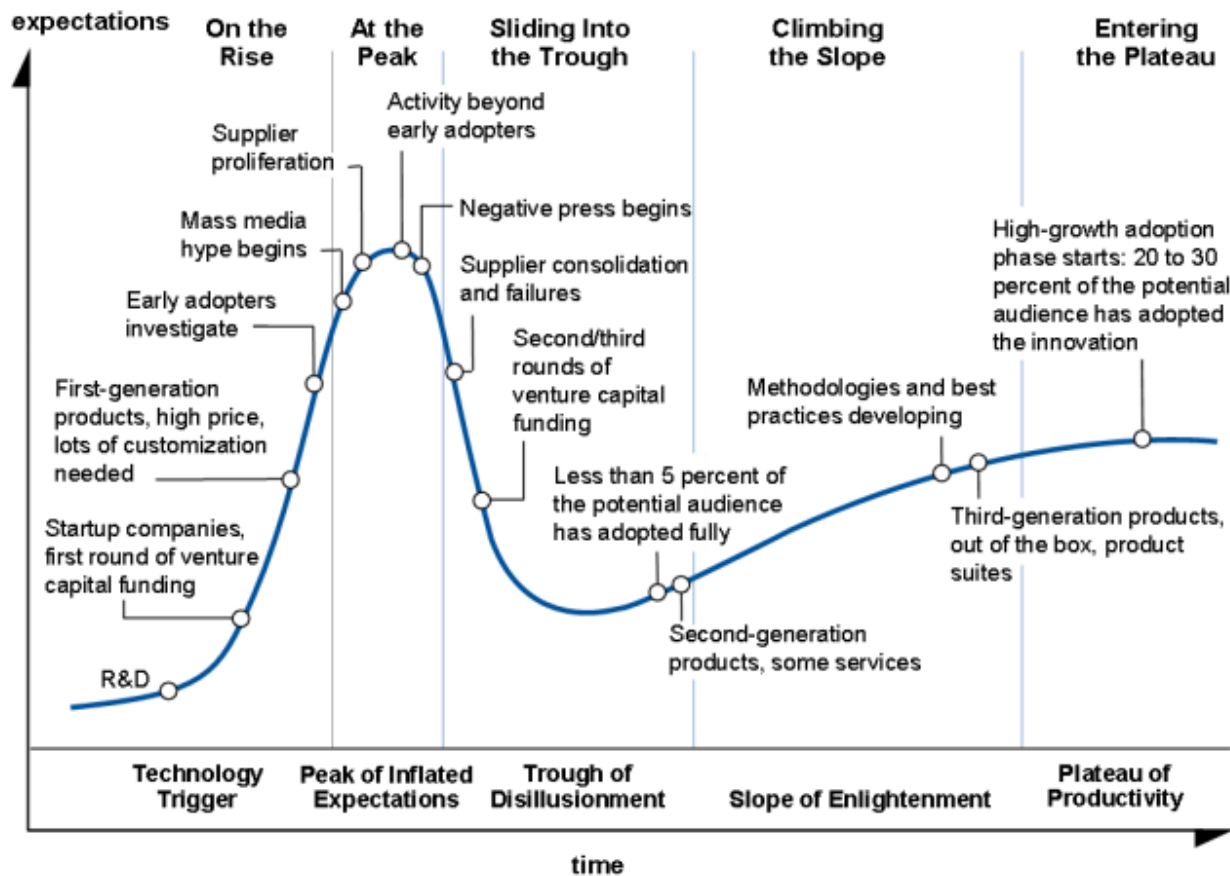 expectations
On the
Rise
At the
Peak
Sliding Into
the Trough
Climbing
the Slope
Entering
the Plateau
Activity beyond
early adopters
Supplier
proliferation
Negative press begins
Mass media
hype begins
Supplier consolidation
and failures
Early adopters
investigate
Second/third
rounds of
venture capital
funding
First-generation
products, high price,
lots of customization
needed
Startup companies,
first round of venture
capital funding
R&D
Less than 5 percent of
the potential audience
has adopted fully
Second-generation
products, some services
Methodologies and best
practices developing
Third-generation products,
out of the box, product
suites
High-growth adoption
phase starts: 20 to 30
percent of the potential
audience has adopted
the innovation
Technology
Trigger
Peak of Inflated
Expectations
Trough of
Disillusionment
Slope of Enlightenment
Plateau of
Productivity
time